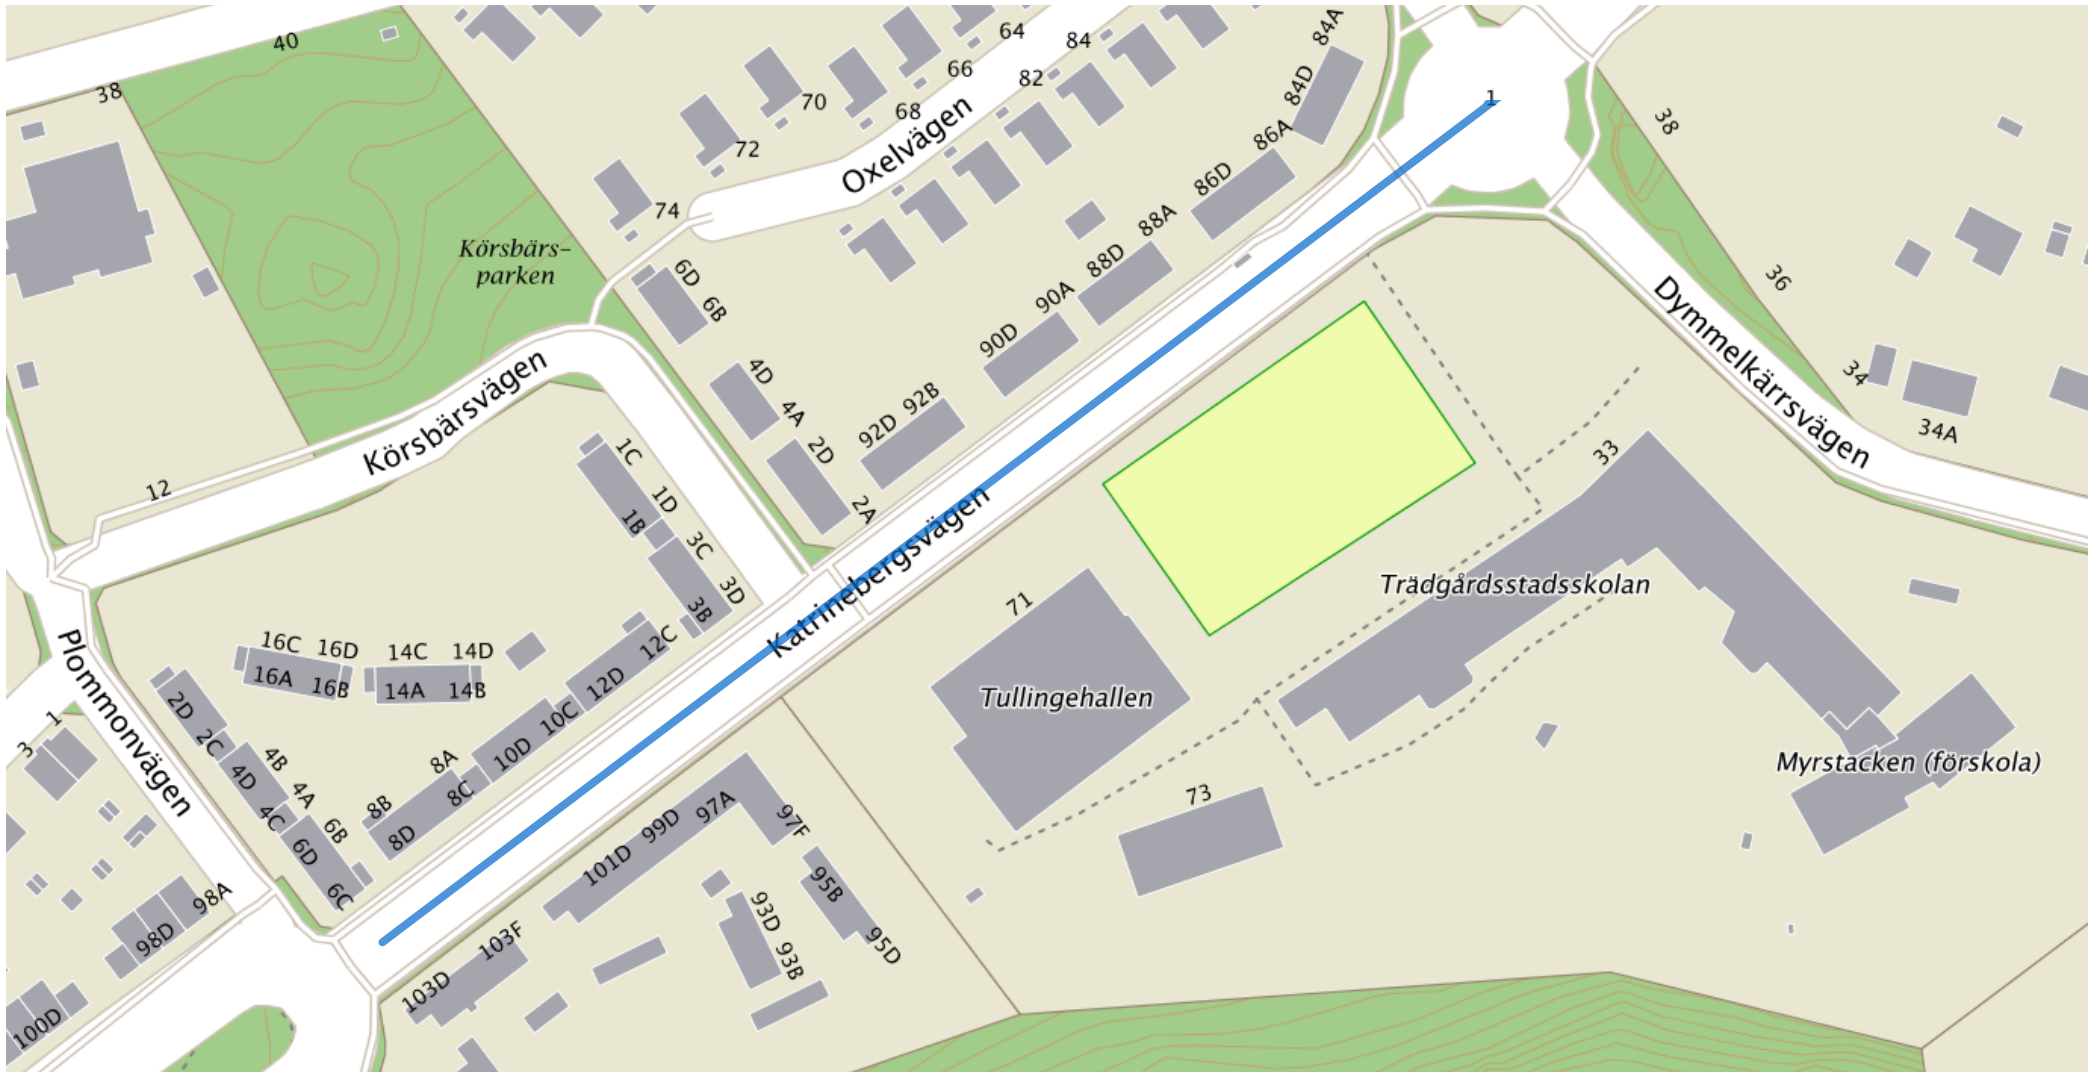 40
38
64
84
66
82
70
68
72
74
Oxelvägen
84A
84D
86A
86D
88A
88D
90A
90D
92B
92D
1
38
36
34
34A
Dymmelkärrsvägen
Körsbärs-
parken
6D
6B
4D
4A
2D
2A
Körsbärsvägen
12
1C
1D
1B
3C
3D
3B
Katrinebergsvägen
33
Trädgårdsstadsskolan
71
Tullingehallen
73
Myrstacken (förskola)
Plommonvägen
16C 16D
16A 16B
14C 14D
14A 14B
12C
12D
10C
10D
8A
8C
8B
8D
2D
2C
4B
4D
4A
4C
6B
6D
6C
1
3
98A
98D
100D
97A
97F
99D
101D
103F
103D
95B
95D
93D
93B